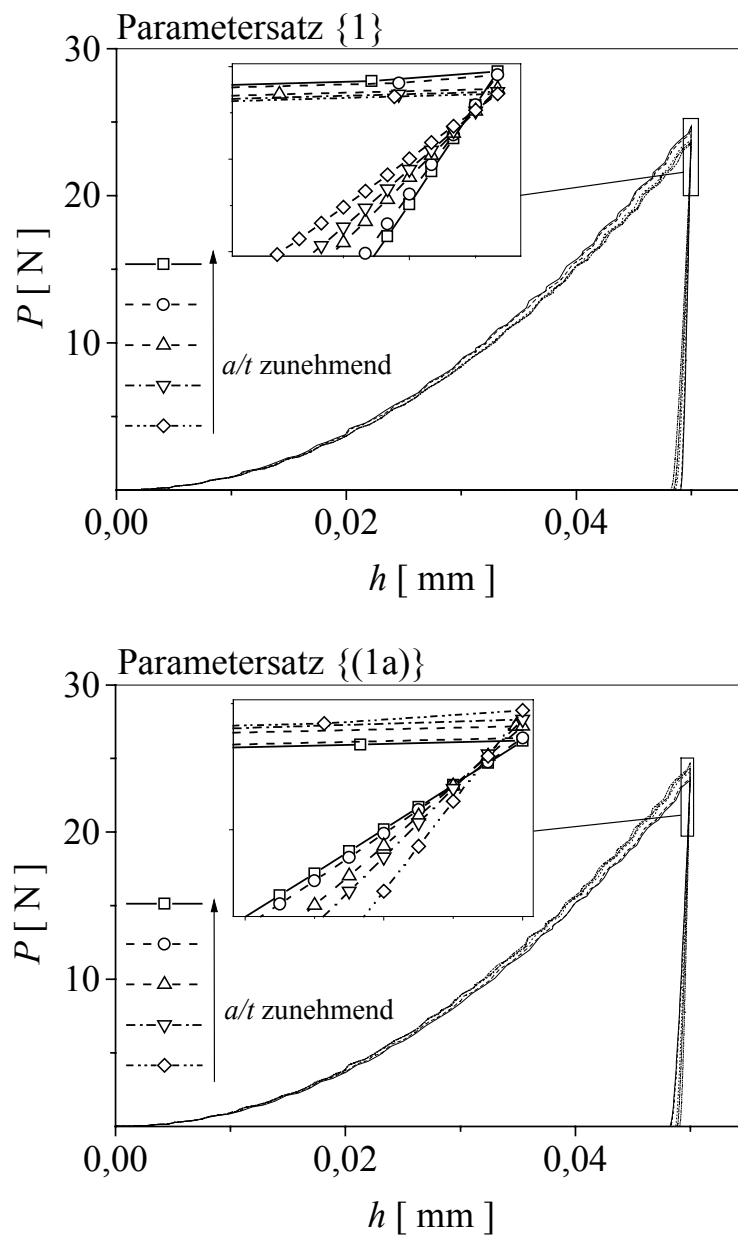 Parametersatz {1}
30
20
10
P [ N ]
a/t zunehmend
0,00
0,02
0,04
h [ mm ]
Parametersatz {(1a)}
30
20
10
P [ N ]
a/t zunehmend
0,00
0,02
0,04
h [ mm ]